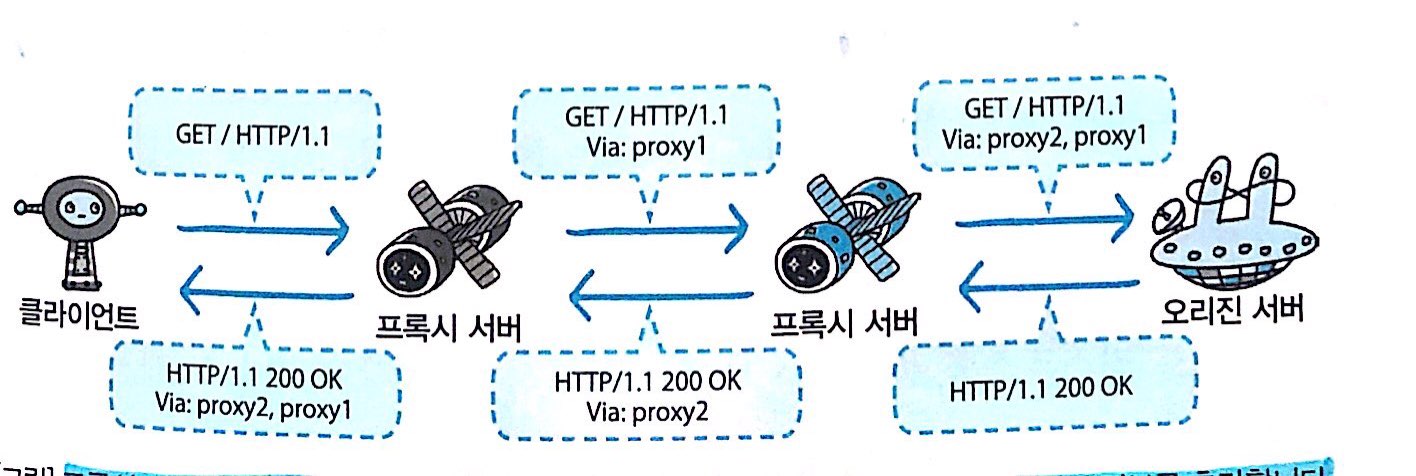 GET / HTTP/1.1
GET / HTTP/1.1
Via: proxy1
GET / HTTP/1.1
Via: proxy2, proxy1
클라이언트
프록시 서버
프록시 서버
오리진 서버
HTTP/1.1 200 OK
Via: proxy2, proxy1
HTTP/1.1 200 OK
Via: proxy2
HTTP/1.1 200 OK